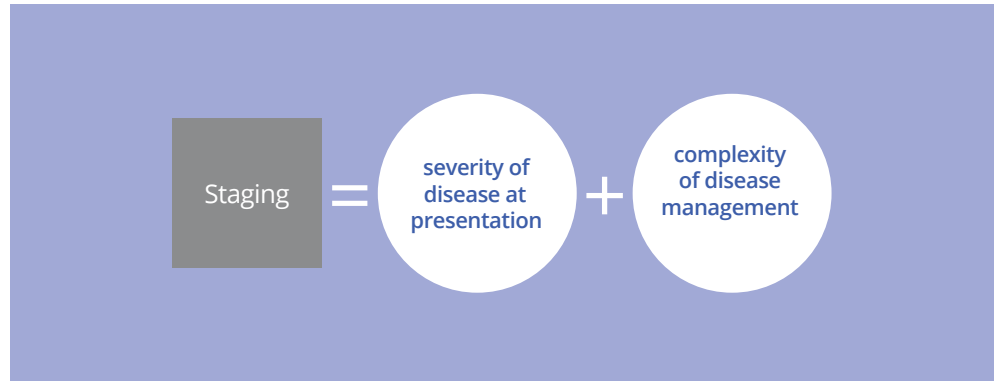 Staging
=
severity of
disease at
presentation
+
complexity
of disease
management